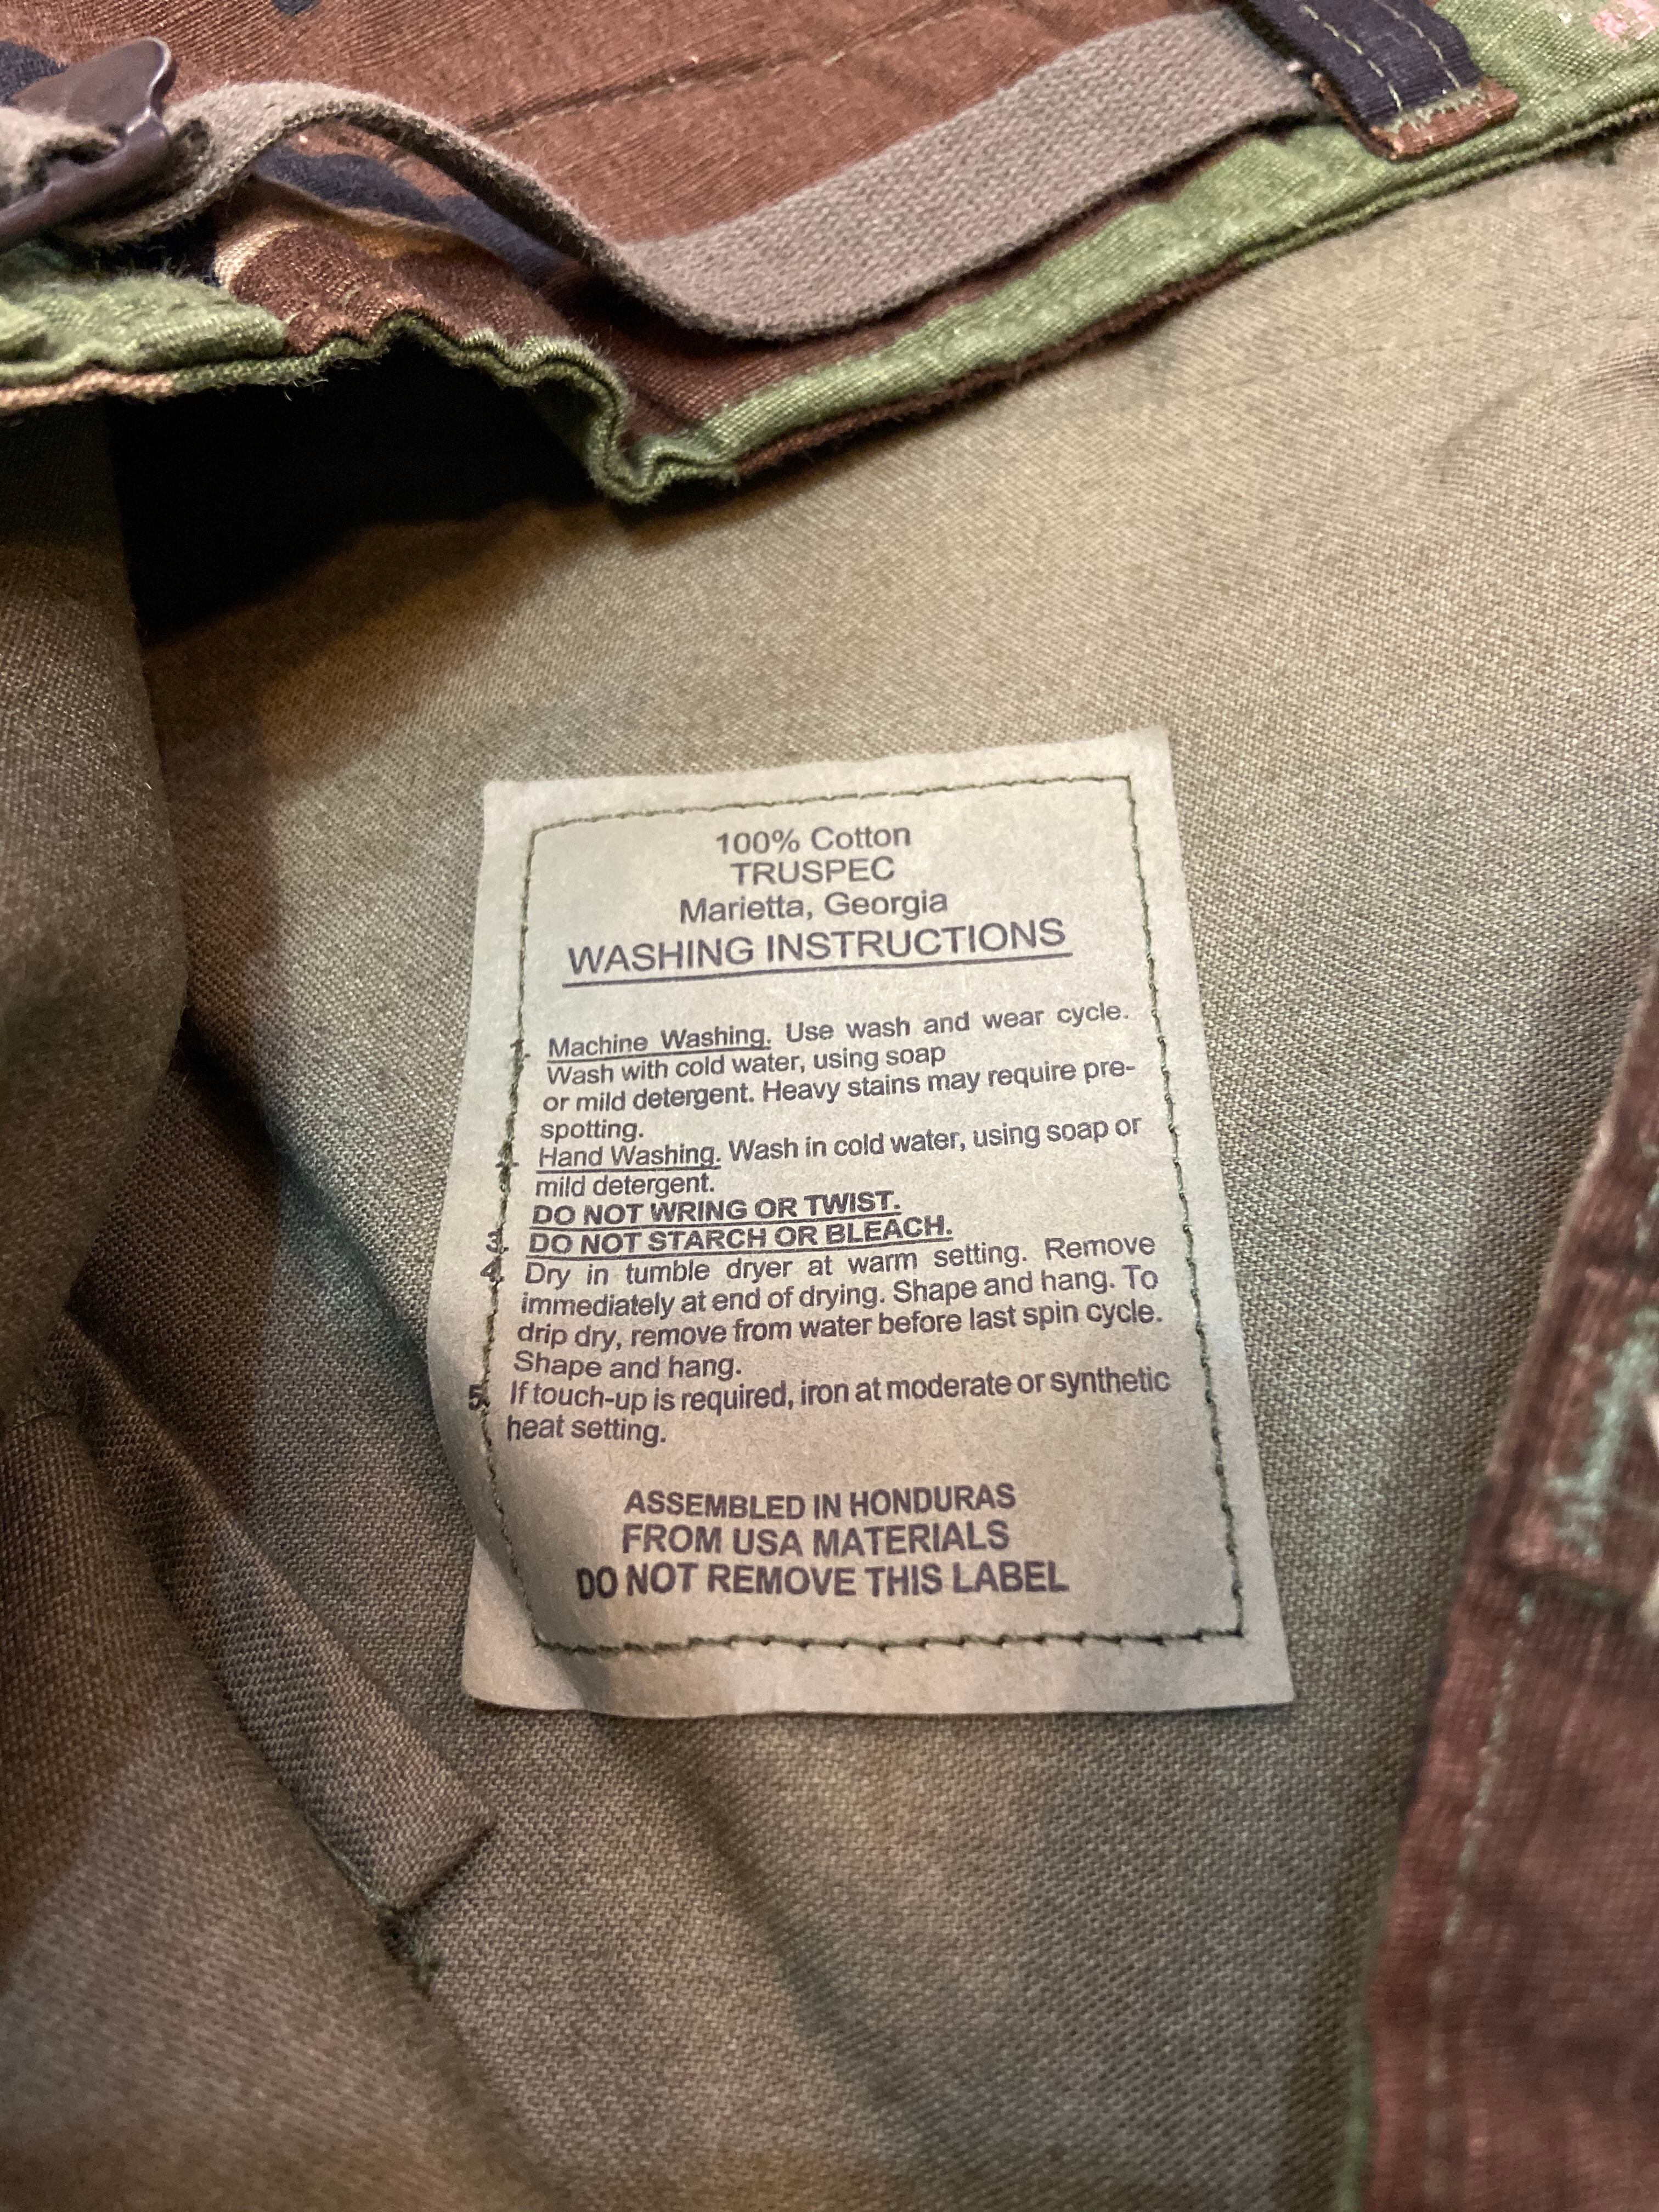 100% Cotton
TRUSPEC
Marietta, Georgia
WASHING INSTRUCTIONS
1. Machine Washing. Use wash and wear cycle.
Wash with cold water, using soap
or mild detergent. Heavy stains may require pre-
spotting.
Hand Washing. Wash in cold water, using soap or
mild detergent.
DO NOT WRING OR TWIST.
3. DO NOT STARCH OR BLEACH.
4. Dry in tumble dryer at warm setting. Remove
immediately at end of drying. Shape and hang. To
drip dry, remove from water before last spin cycle.
Shape and hang.
5. If touch-up is required, iron at moderate or synthetic
heat setting.
ASSEMBLED IN HONDURAS
FROM USA MATERIALS
DO NOT REMOVE THIS LABEL